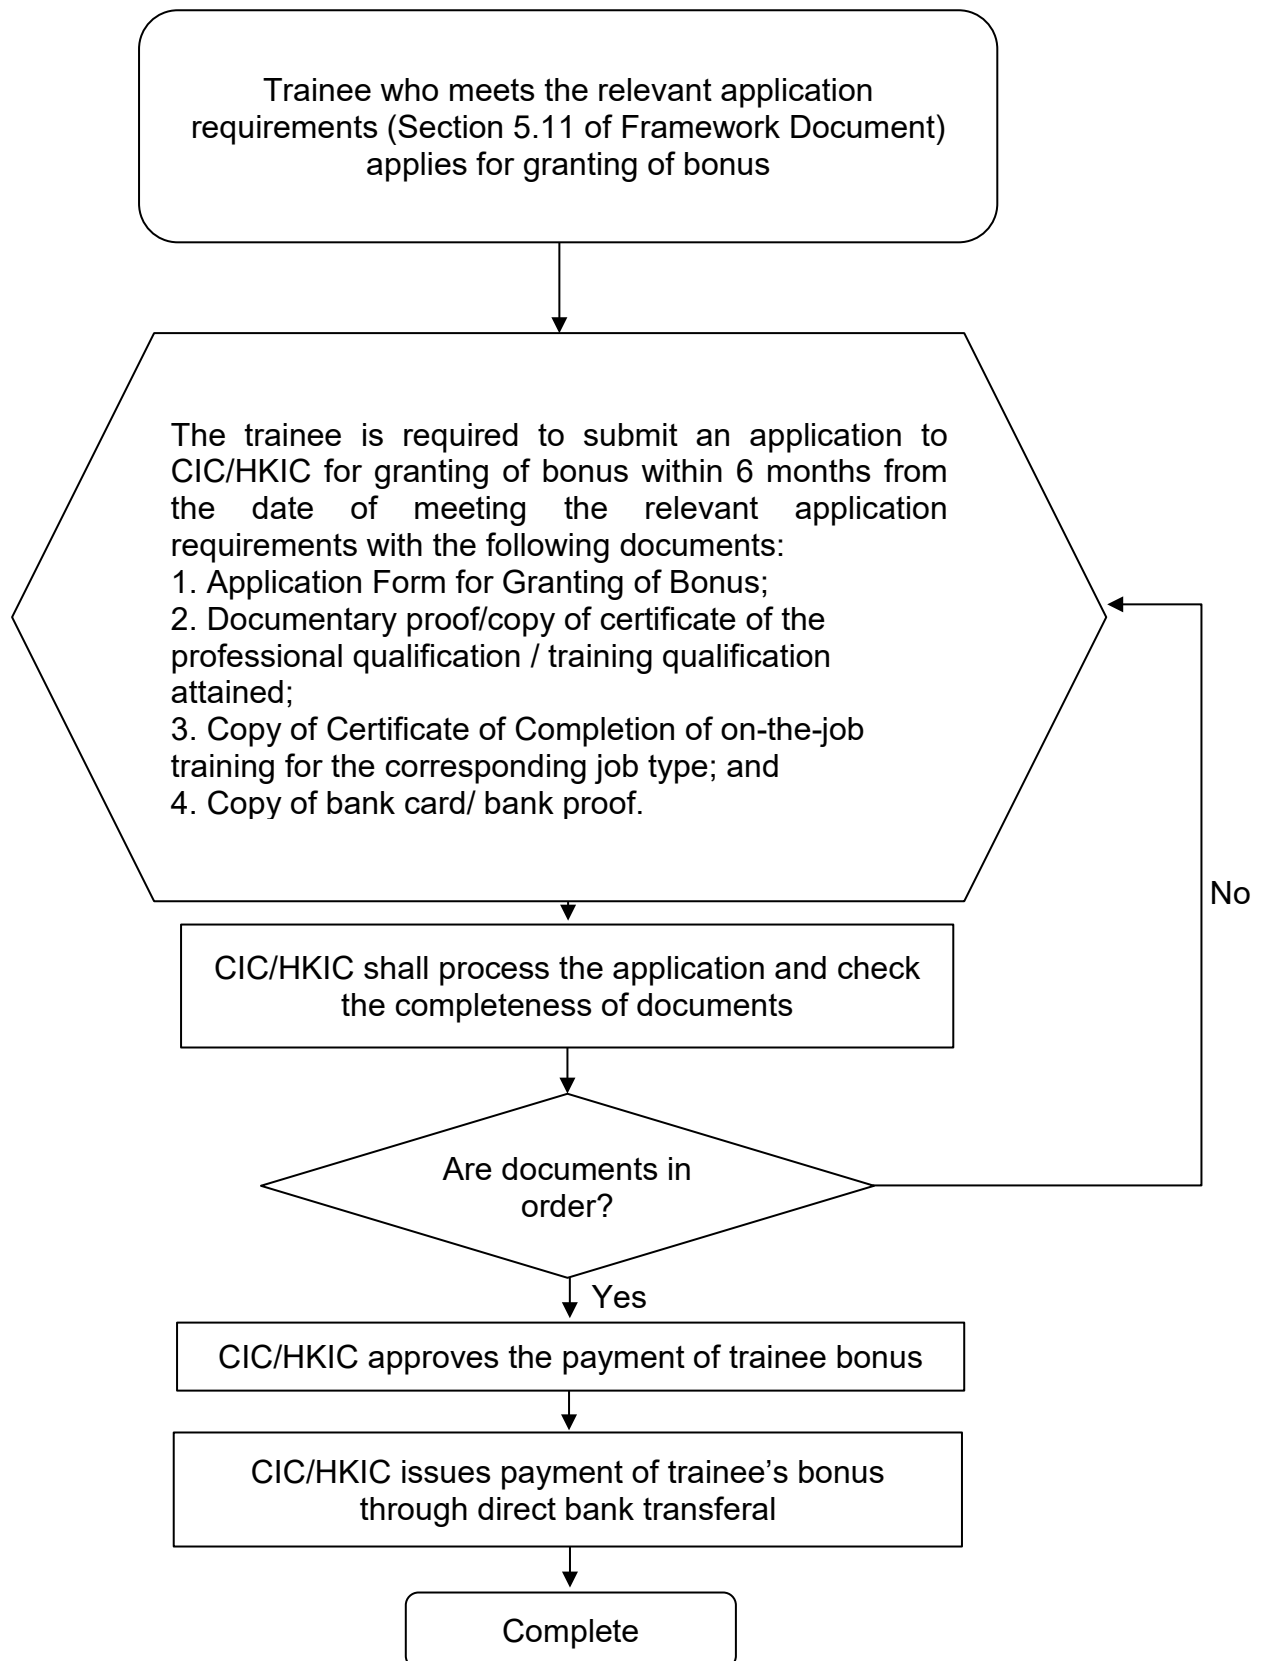 Trainee who meets the relevant application
requirements (Section 5.11 of Framework Document)
applies for granting of bonus
The trainee is required to submit an application to
CIC/HKIC for granting of bonus within 6 months from
the date of meeting the relevant application
requirements with the following documents:
1. Application Form for Granting of Bonus;
2. Documentary proof/copy of certificate of the
professional qualification / training qualification
attained;
3. Copy of Certificate of Completion of on-the-job
training for the corresponding job type; and
4. Copy of bank card/ bank proof.
No
CIC/HKIC shall process the application and check
the completeness of documents
Are documents in
order?
Yes
CIC/HKIC approves the payment of trainee bonus
CIC/HKIC issues payment of trainee’s bonus
through direct bank transferal
Complete